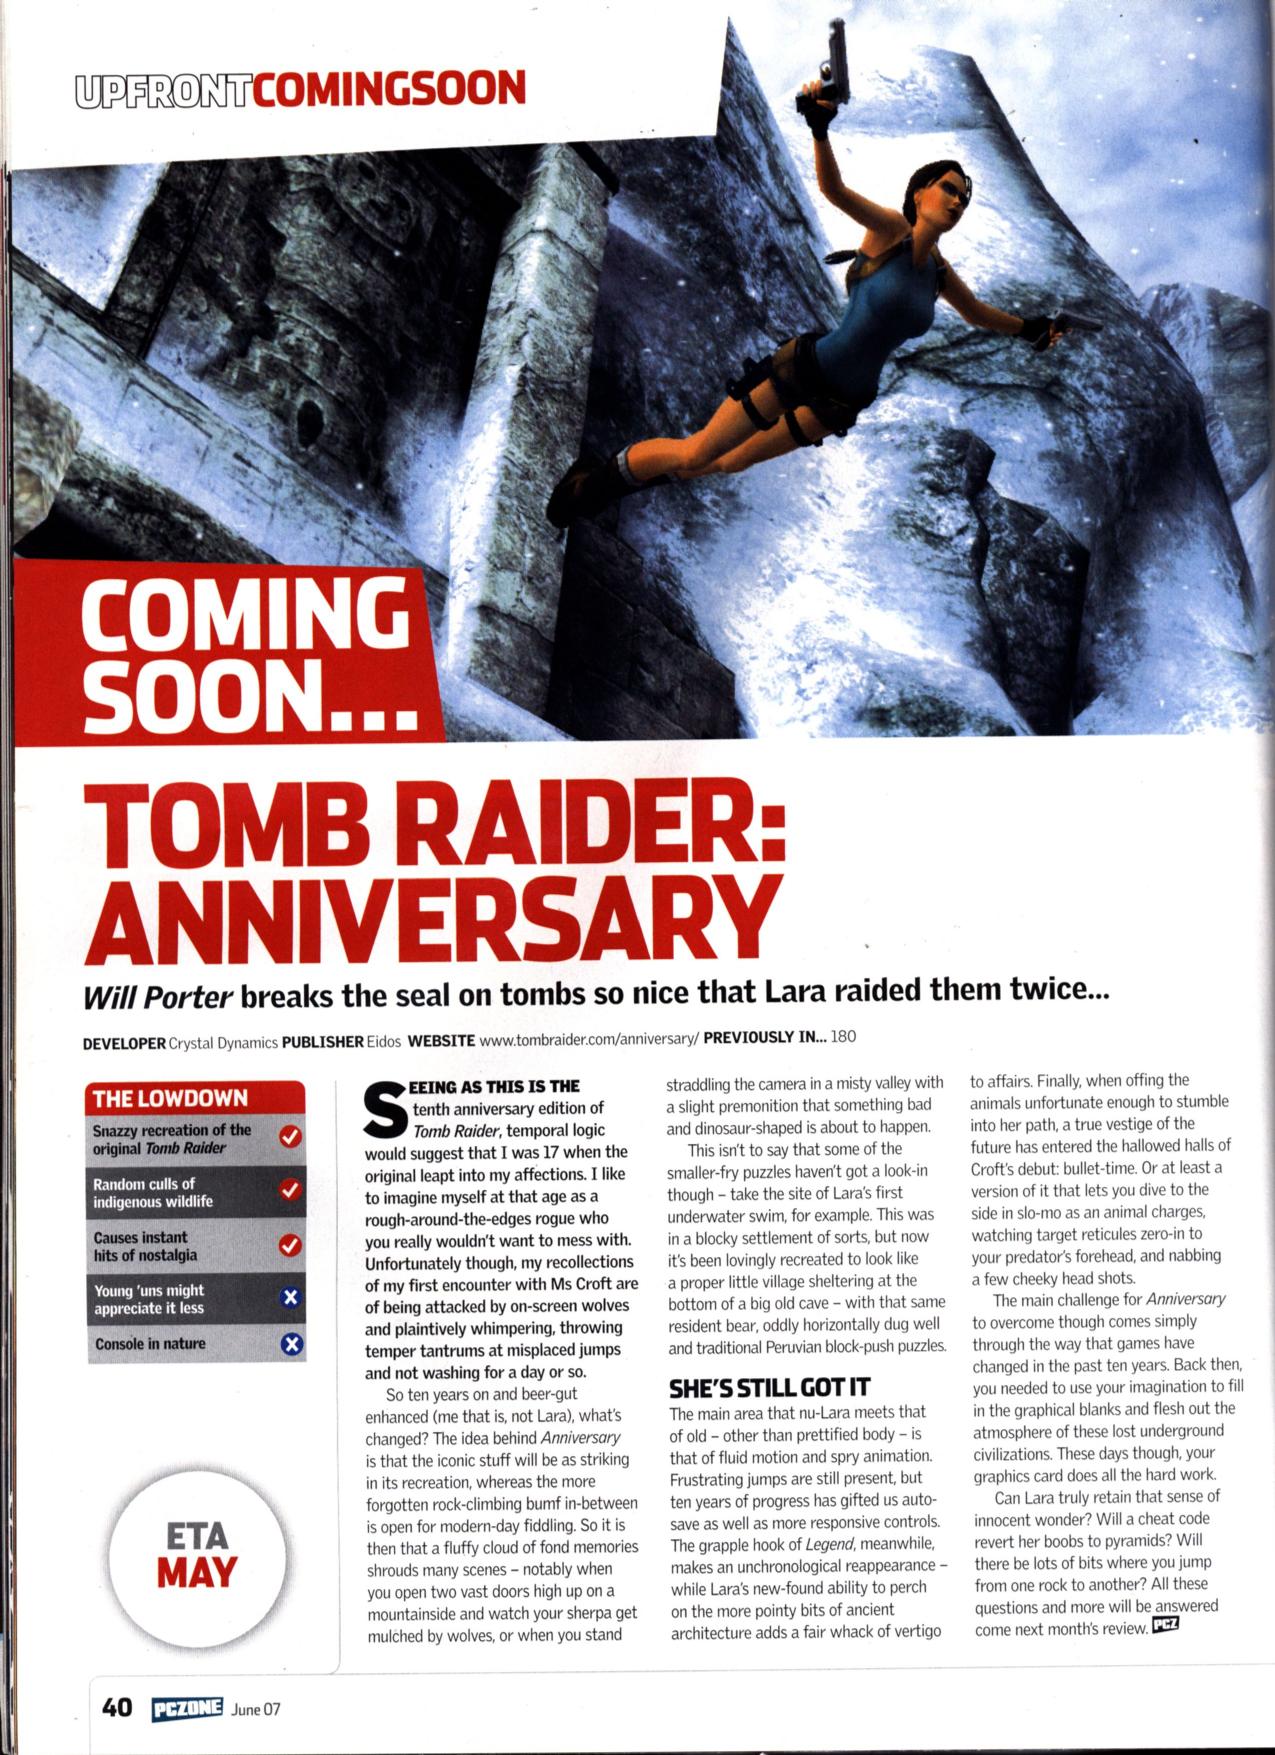 UPFRONTCOMINGSOON
COMING
SOON...
TOMB RAIDER:
ANNIVERSARY
Will Porter breaks the seal on tombs so nice that Lara raided them twice...
DEVELOPER Crystal Dynamics PUBLISHER Eidos WEBSITE www.tombraider.com/anniversary/ PREVIOUSLY IN... 180
THE LOWDOWN
Snazzy recreation of the
original Tomb Raider
Random culls of
indigenous wildlife
Causes instant
hits of nostalgia
Young 'uns might
appreciate it less
Console in nature
ETA
MAY
SEEING AS THIS IS THE
tenth anniversary edition of
Tomb Raider, temporal logic
would suggest that I was 17 when the
original leapt into my affections. I like
to imagine myself at that age as a
rough-around-the-edges rogue who
you really wouldn't want to mess with.
Unfortunately though, my recollections
of my first encounter with Ms Croft are
of being attacked by on-screen wolves
and plaintively whimpering, throwing
temper tantrums at misplaced jumps
and not washing for a day or so.
So ten years on and beer-gut
enhanced (me that is, not Lara), what's
changed? The idea behind Anniversary
is that the iconic stuff will be as striking
in its recreation, whereas the more
forgotten rock-climbing bumf in-between
is open for modern-day fiddling. So it is
then that a fluffy cloud of fond memories
shrouds many scenes – notably when
you open two vast doors high up on a
mountainside and watch your sherpa get
mulched by wolves, or when you stand
straddling the camera in a misty valley with
a slight premonition that something bad
and dinosaur-shaped is about to happen.
This isn't to say that some of the
smaller-fry puzzles haven't got a look-in
though – take the site of Lara's first
underwater swim, for example. This was
in a blocky settlement of sorts, but now
it's been lovingly recreated to look like
a proper little village sheltering at the
bottom of a big old cave – with that same
resident bear, oddly horizontally dug well
and traditional Peruvian block-push puzzles.
SHE'S STILL GOT IT
The main area that nu-Lara meets that
of old – other than prettified body – is
that of fluid motion and spry animation.
Frustrating jumps are still present, but
ten years of progress has gifted us auto-
save as well as more responsive controls.
The grapple hook of Legend, meanwhile,
makes an unchronological reappearance –
while Lara's new-found ability to perch
on the more pointy bits of ancient
architecture adds a fair whack of vertigo
to affairs. Finally, when offing the
animals unfortunate enough to stumble
into her path, a true vestige of the
future has entered the hallowed halls of
Croft's debut: bullet-time. Or at least a
version of it that lets you dive to the
side in slo-mo as an animal charges,
watching target reticules zero-in to
your predator's forehead, and nabbing
a few cheeky head shots.
The main challenge for Anniversary
to overcome though comes simply
through the way that games have
changed in the past ten years. Back then,
you needed to use your imagination to fill
in the graphical blanks and flesh out the
atmosphere of these lost underground
civilizations. These days though, your
graphics card does all the hard work.
Can Lara truly retain that sense of
innocent wonder? Will a cheat code
revert her boobs to pyramids? Will
there be lots of bits where you jump
from one rock to another? All these
questions and more will be answered
come next month's review. PCZ
40 PCZONE June 07